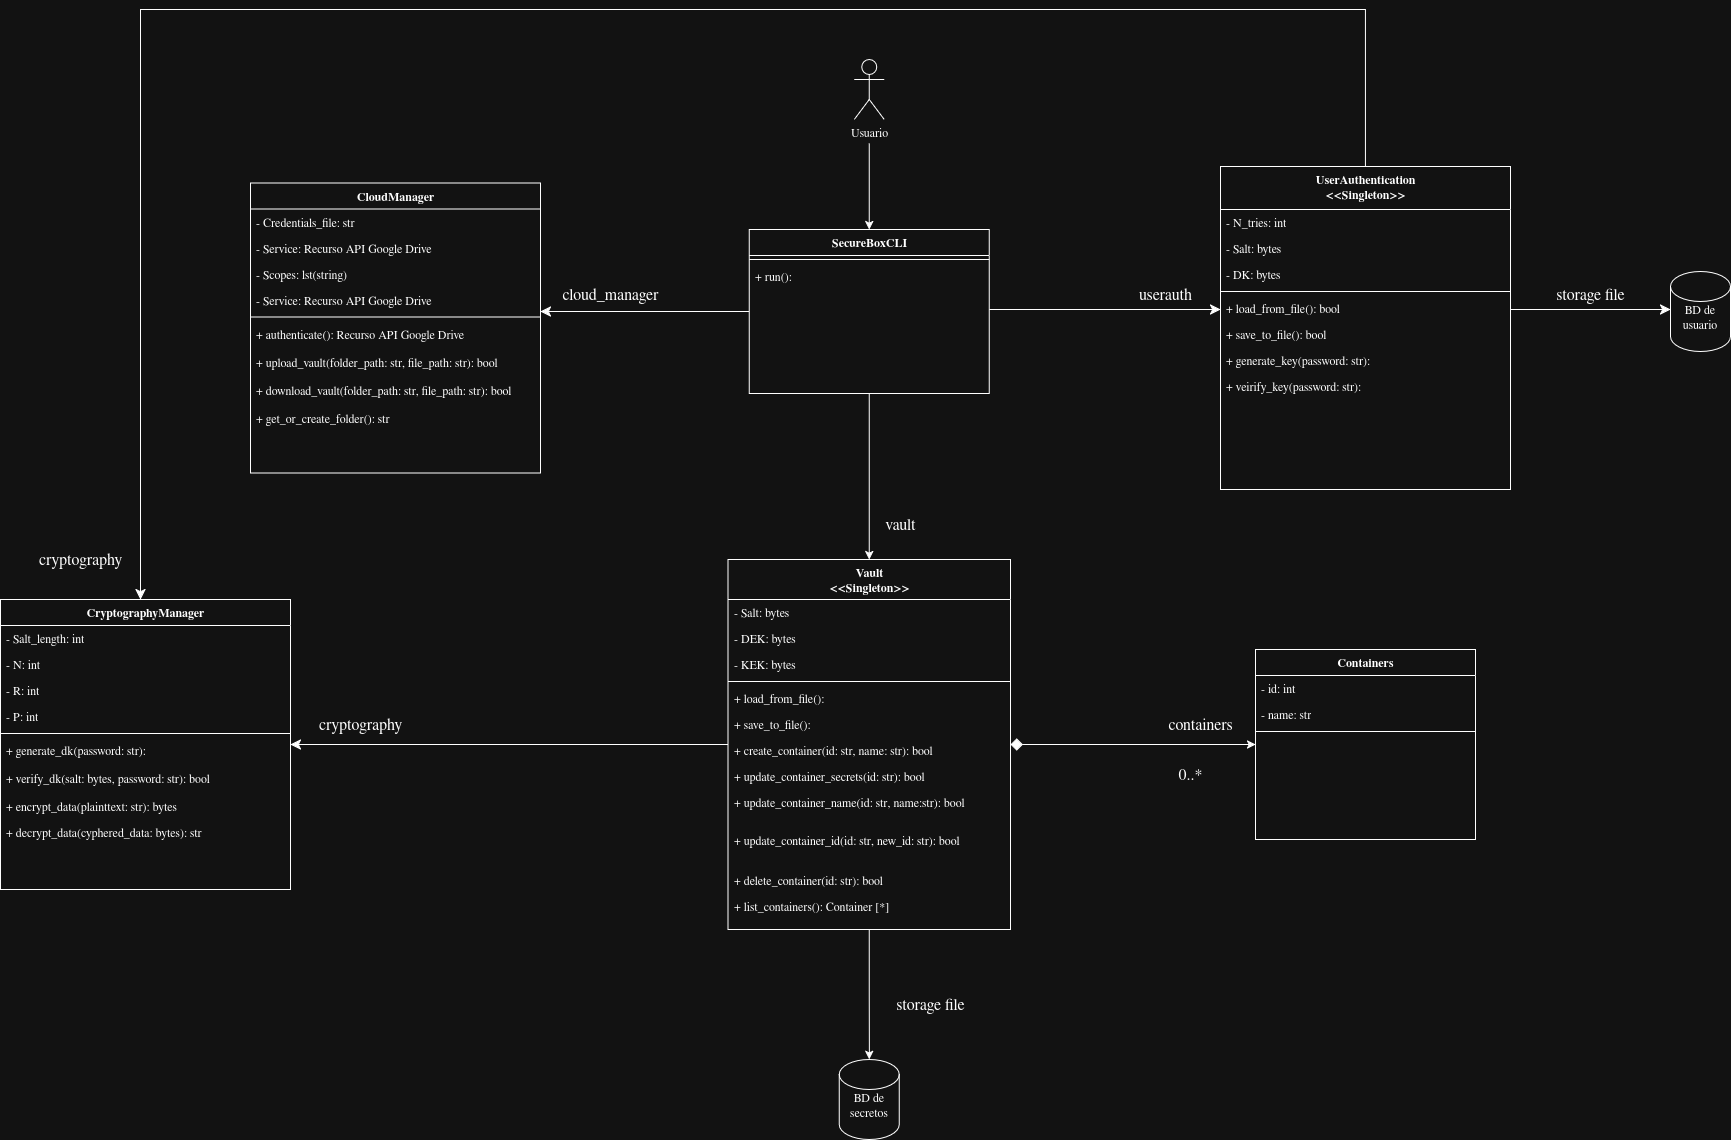 Usuario
CloudManager
- Credentials_file: str
- Service: Recurso API Google Drive
- Scopes: lst(string)
- Service: Recurso API Google Drive
+ authenticate(): Recurso API Google Drive
+ upload_vault(folder_path: str, file_path: str): bool
+ download_vault(folder_path: str, file_path: str): bool
+ get_or_create_folder(): str
cloud_manager
SecureBoxCLI
+ run():
userauth
UserAuthentication
<<Singleton>>
- N_tries: int
- Salt: bytes
- DK: bytes
+ load_from_file(): bool
+ save_to_file(): bool
+ generate_key(password: str):
+ veirify_key(password: str):
storage file
BD de
usuario
vault
cryptography
CryptographyManager
- Salt_length: int
- N: int
- R: int
- P: int
+ generate_dk(password: str):
+ verify_dk(salt: bytes, password: str): bool
+ encrypt_data(plainttext: str): bytes
+ decrypt_data(cyphered_data: bytes): str
cryptography
Vault
<<Singleton>>
- Salt: bytes
- DEK: bytes
- KEK: bytes
+ load_from_file():
+ save_to_file():
+ create_container(id: str, name: str): bool
+ update_container_secrets(id: str): bool
+ update_container_name(id: str, name:str): bool
+ update_container_id(id: str, new_id: str): bool
+ delete_container(id: str): bool
+ list_containers(): Container [*]
containers
0..*
Containers
- id: int
- name: str
storage file
BD de
secretos